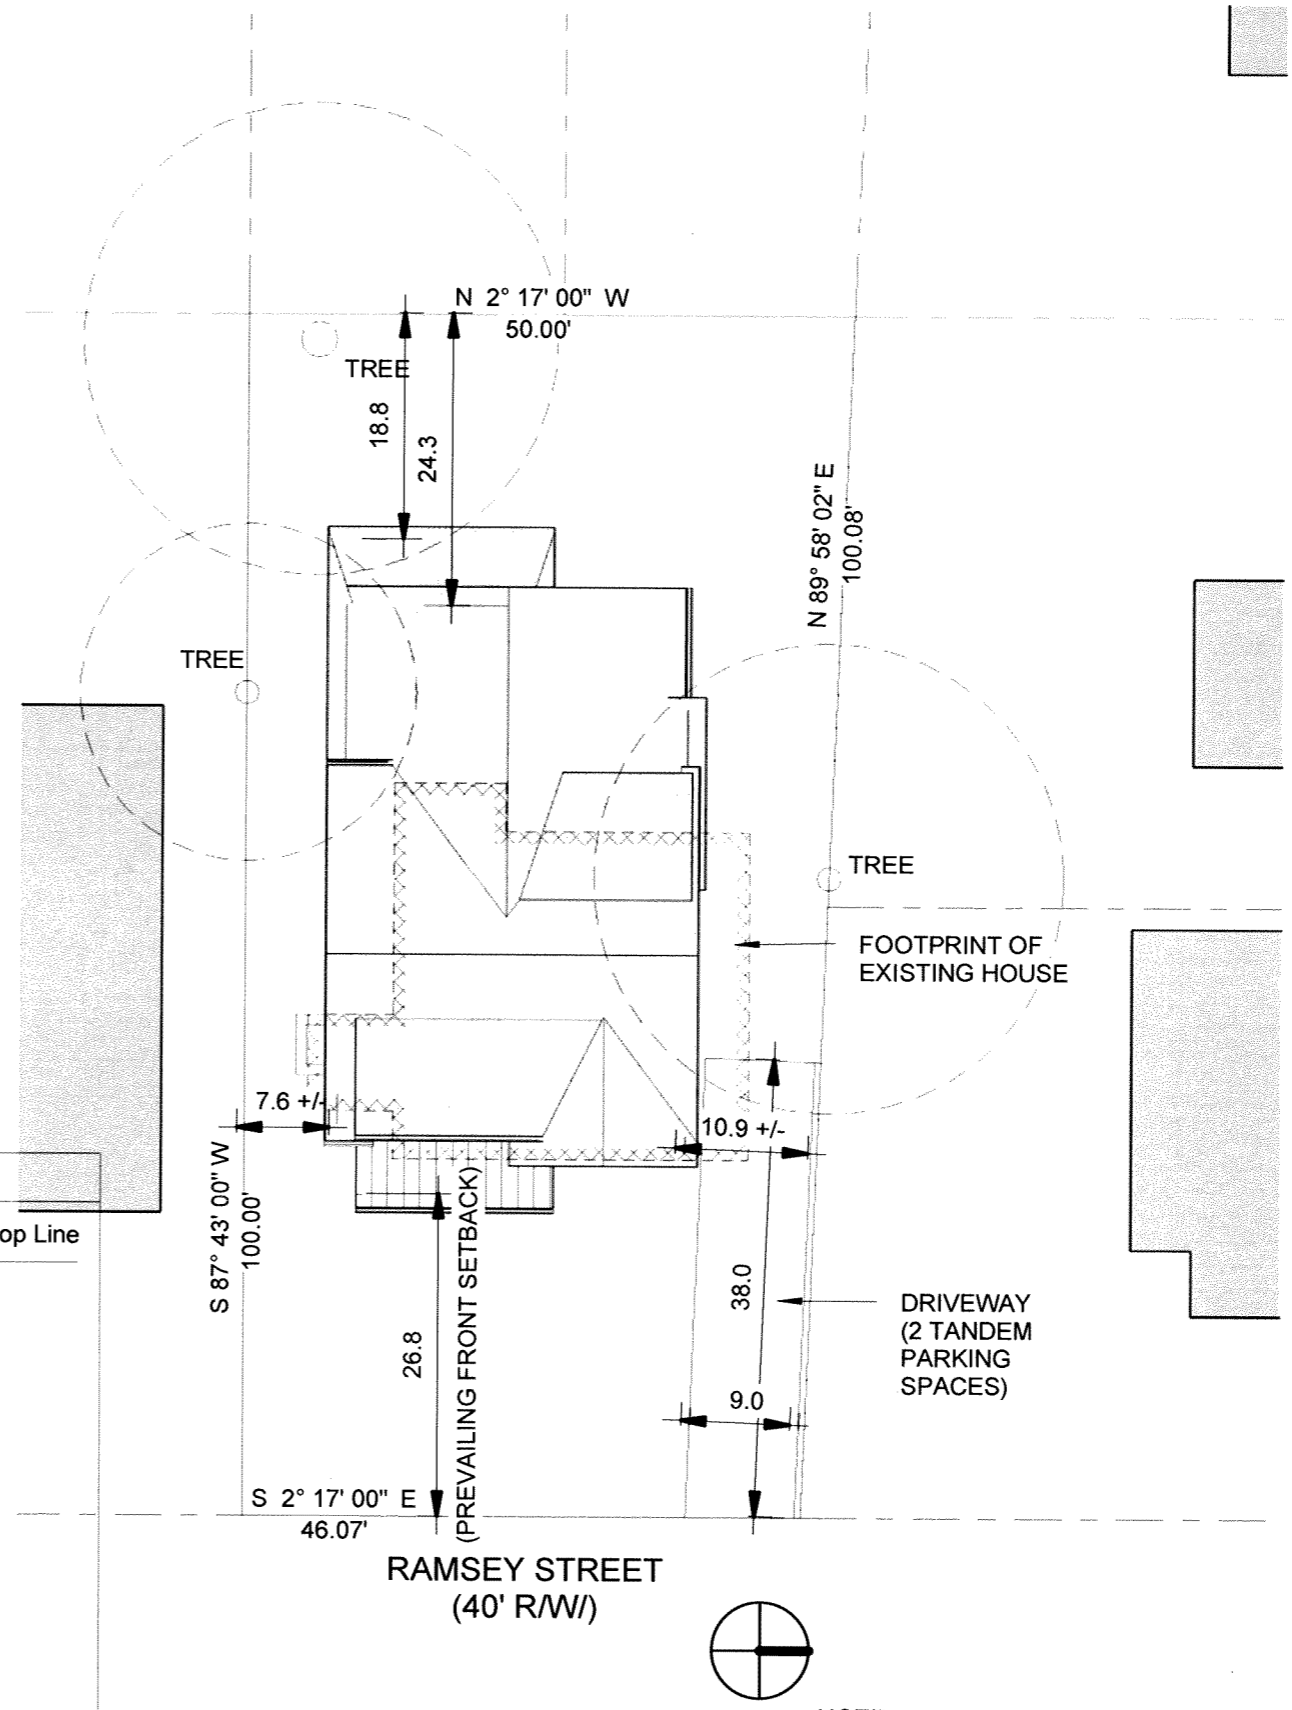 N 2° 17' 00" W
50.00'
TREE
18.8
24.3
N 89° 58' 02" E
100.08'
TREE
TREE
FOOTPRINT OF
EXISTING HOUSE
7.6 +/-
10.9 +/-
S 87° 43' 00" W
100.00'
op Line
(PREVAILING FRONT SETBACK)
26.8
38.0
DRIVEWAY
(2 TANDEM
PARKING
SPACES)
9.0
S 2° 17' 00" E
46.07'
RAMSEY STREET
(40' R/W/)